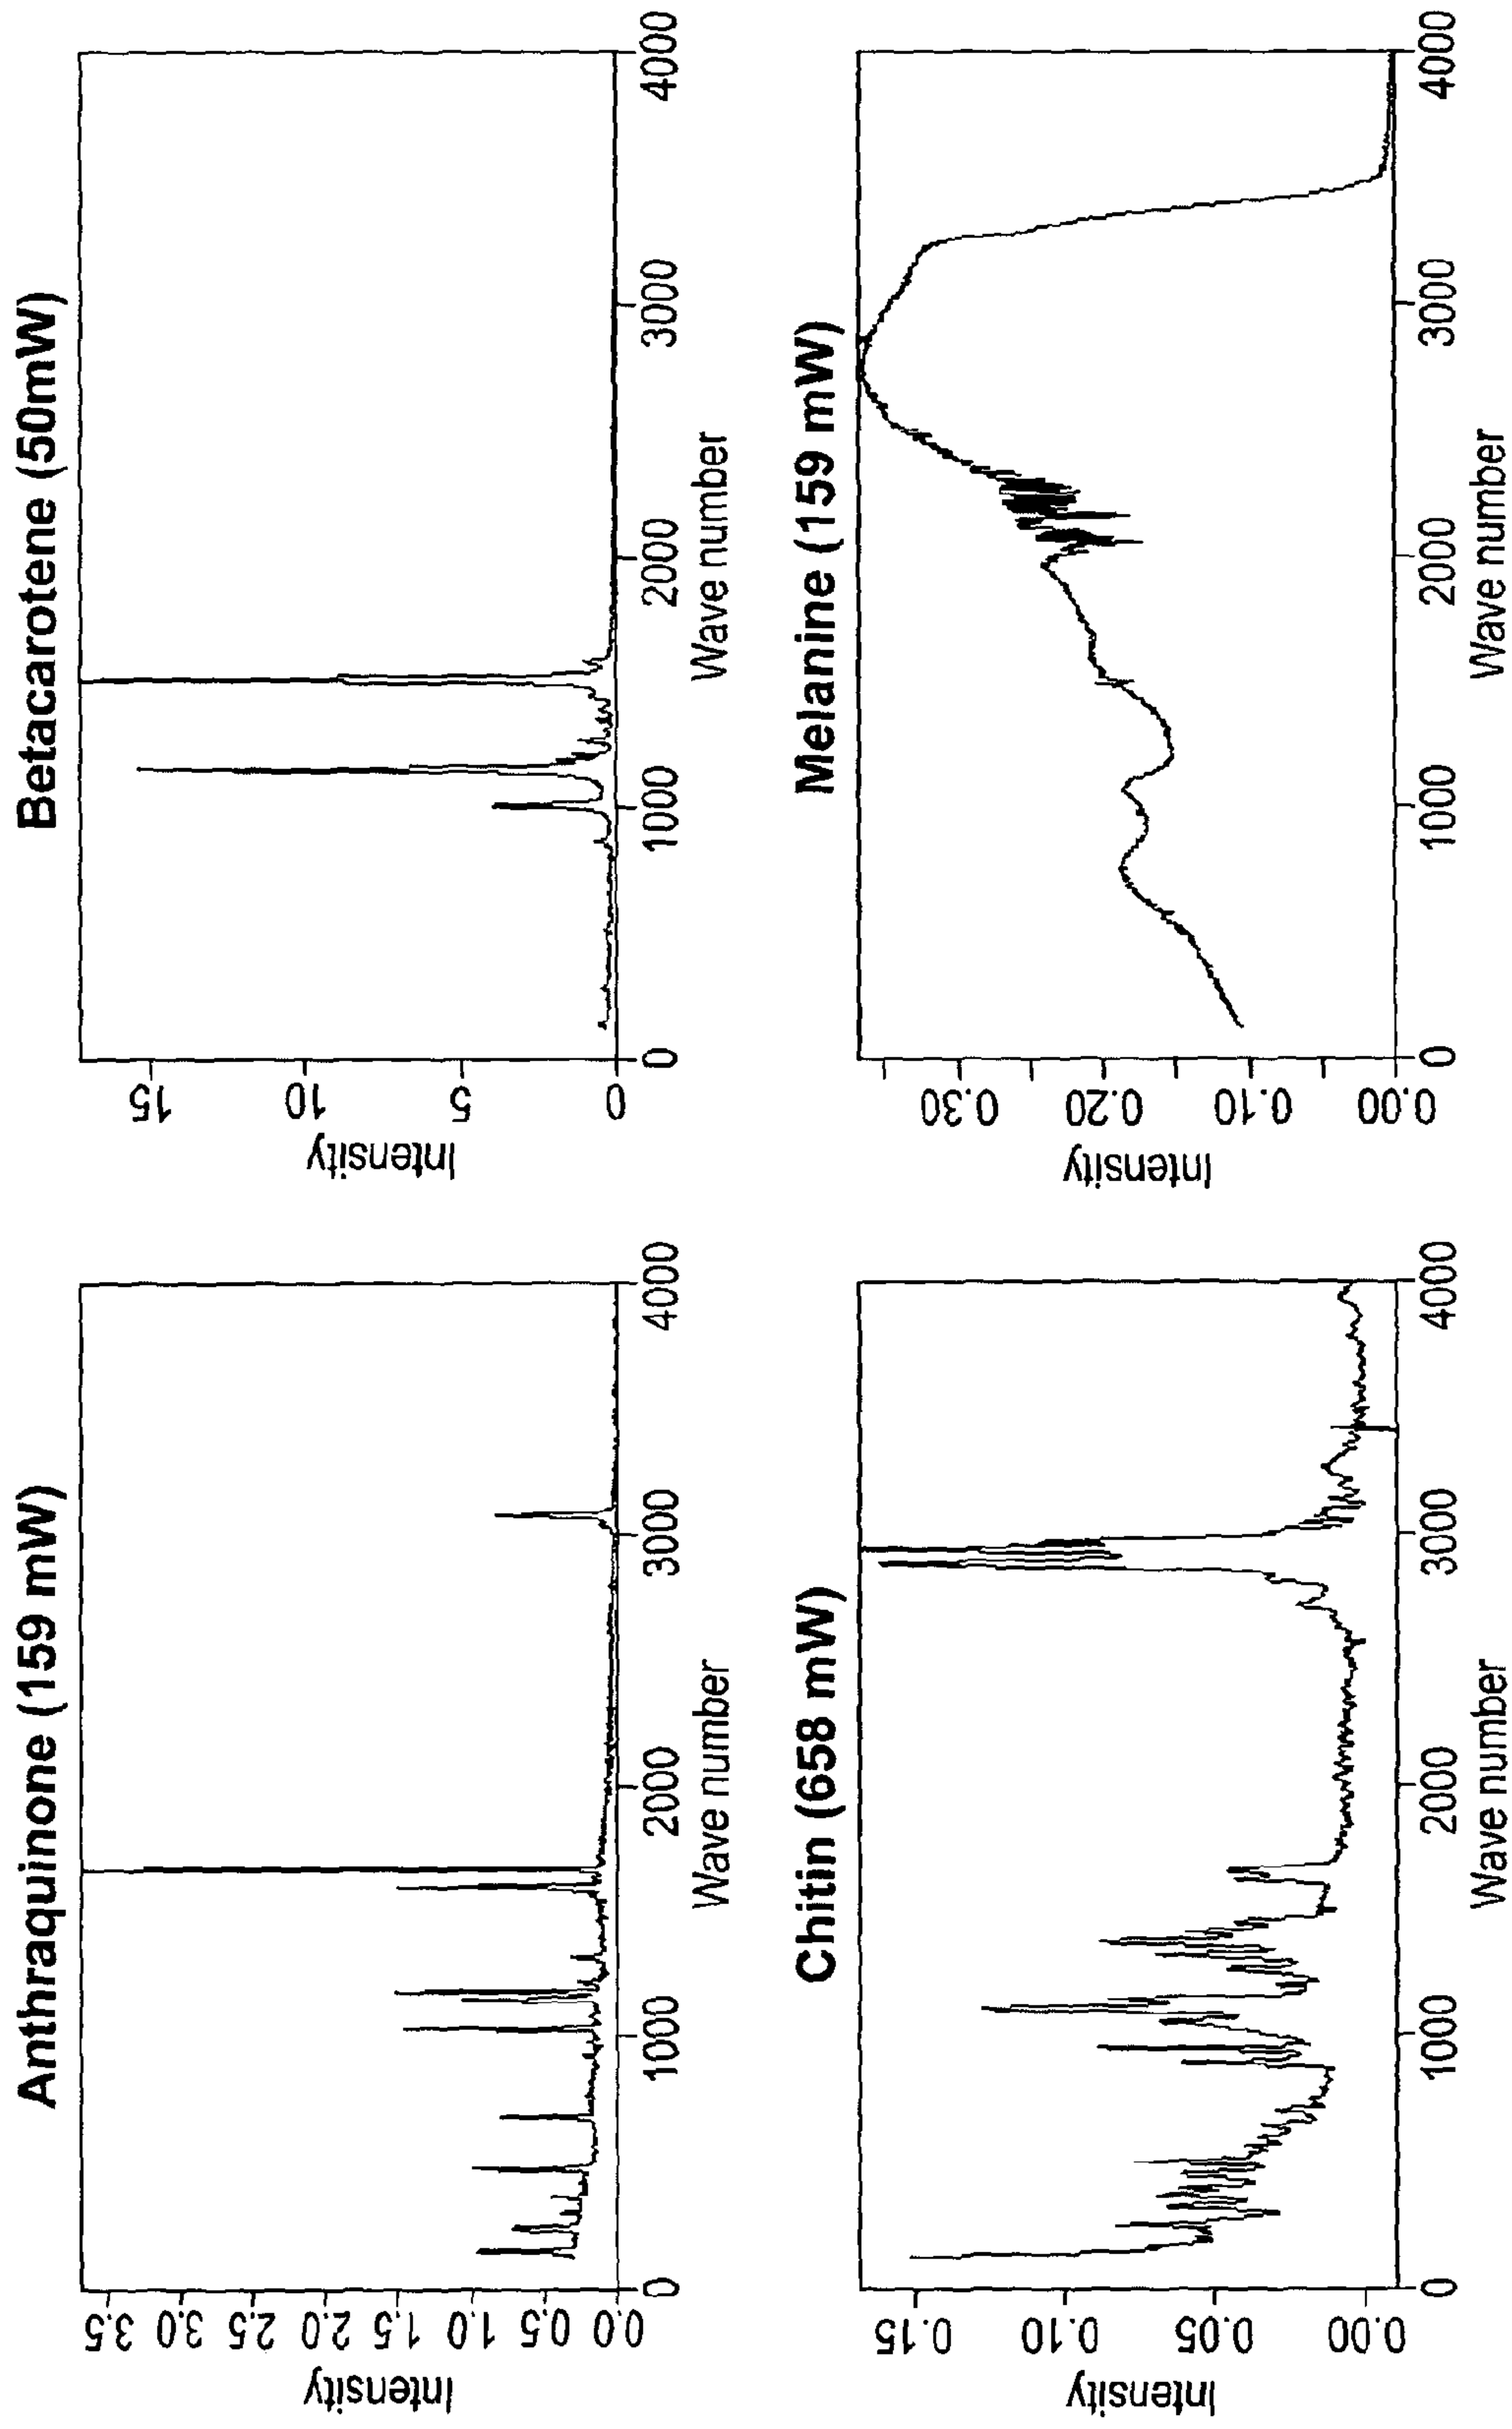 Anthraquinone (159 mW)
Intensity
3.5
3.0
2.5
2.0
1.5
1.0
0.5
0.0
0 1000 2000 3000 4000
Wave number
Betacarotene (50mW)
Intensity
15
10
5
0
0 1000 2000 3000 4000
Wave number
Chitin (658 mW)
Intensity
0.15
0.10
0.05
0.00
0 1000 2000 3000 4000
Wave number
Melanine (159 mW)
Intensity
0.30
0.20
0.10
0.00
0 1000 2000 3000 4000
Wave number